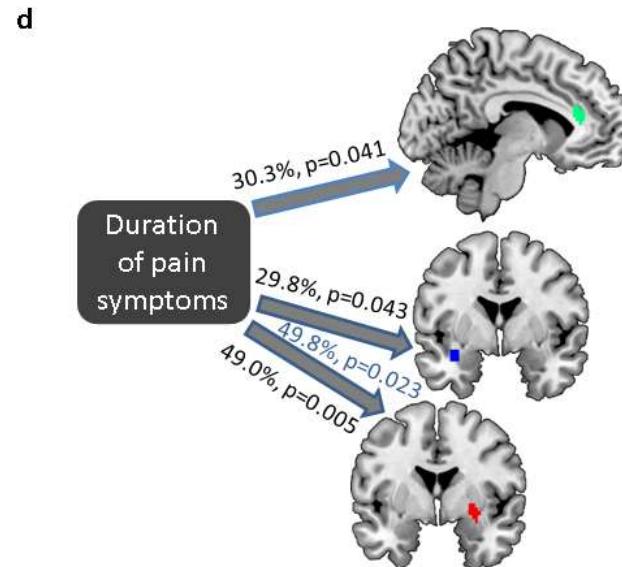 d
30.3%, p=0.041
Duration
of pain
symptoms
29.8%, p=0.043
49.8%, p=0.023
49.0%, p=0.005